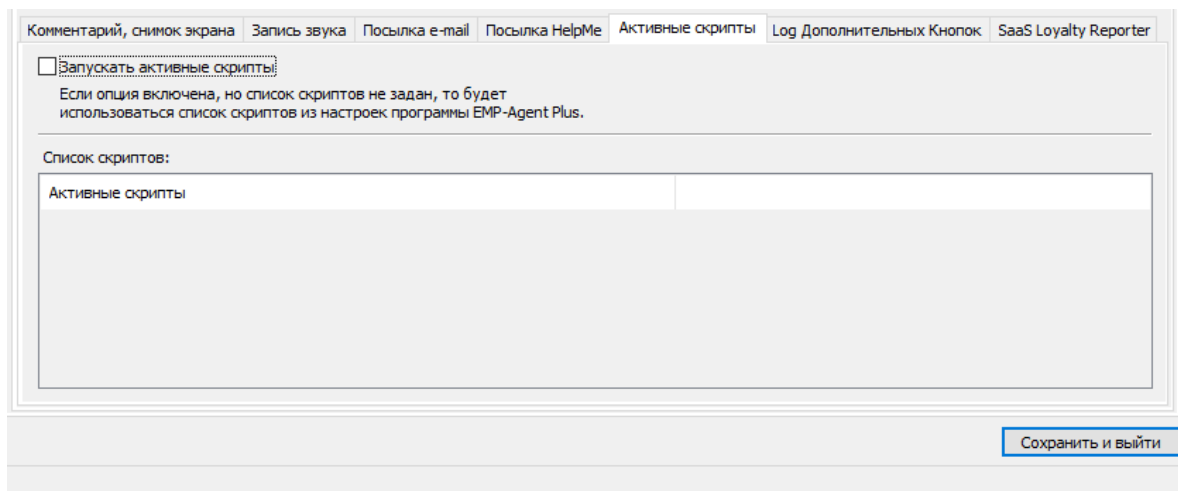 Комментарий, снимок экрана Запись звука Посылка e-mail Посылка HelpMe Активные скрипты Log Дополнительных Кнопок SaaS Loyalty Reporter
Запускать активные скрипты
Если опция включена, но список скриптов не задан, то будет
использоваться список скриптов из настроек программы EMP-Agent Plus.
Список скриптов:
Активные скрипты
Сохранить и выйти